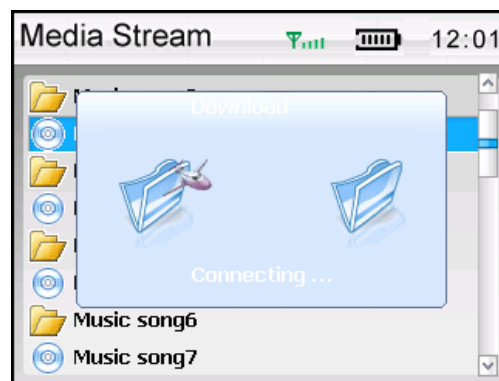 Media Stream 12:01
Download
Connecting ...
Music song6
Music song7